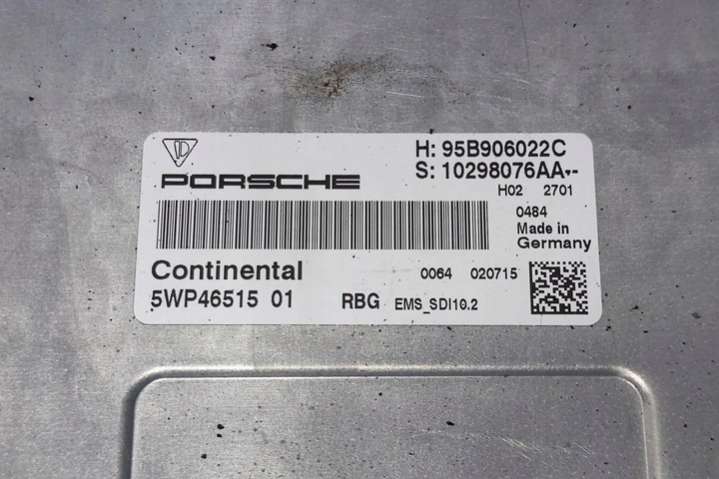 PORSCHE
H: 95B906022C
S: 10298076AA.--
H02 2701
0484
Made in
Germany
Continental
0064 020715
5WP46515 01 RBG EMS_SDI10.2